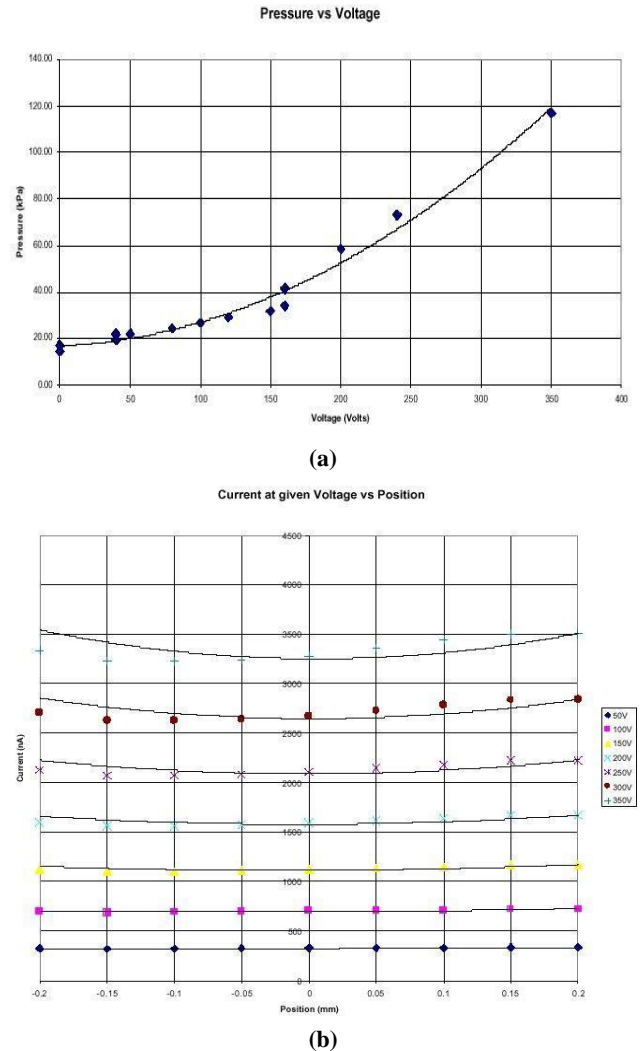 Pressure vs Voltage
140.00
120.00
100.00
80.00
60.00
40.00
20.00
0.00
Pressure (kPa)
0 50 100 150 200 250 300 350 400
Voltage (Volts)
(a)
Current at given Voltage vs Position
4500
4000
3500
3000
2500
2000
1500
1000
500
0
Current (nA)
-0.2 -0.15 -0.1 -0.05 0 0.05 0.1 0.15 0.2
Position (mm)
50V
100V
150V
200V
250V
300V
350V
(b)